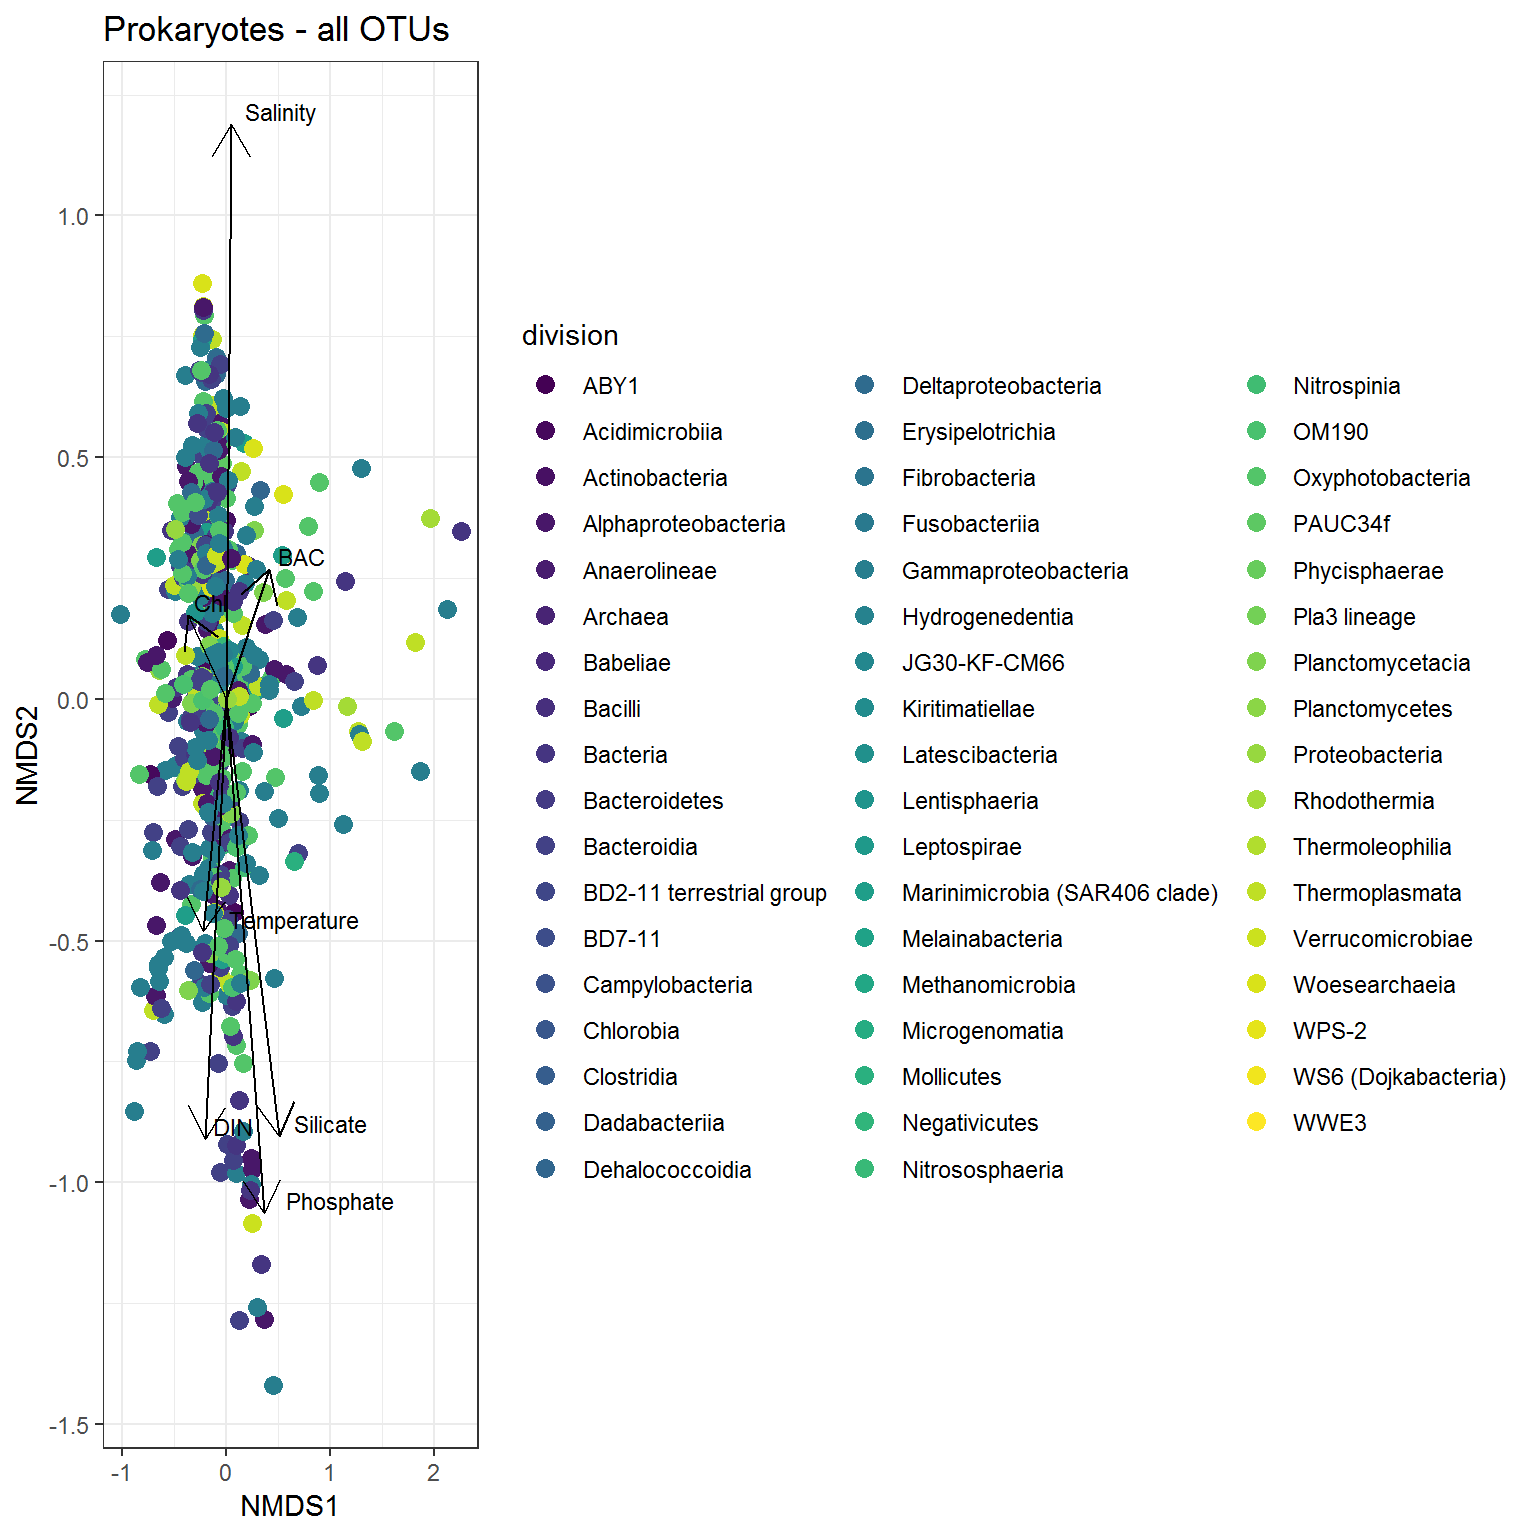 Prokaryotes - all OTUs
Salinity
1.0
0.5
BAC
Chl
0.0
NMDS2
Temperature
-0.5
DIN
Silicate
-1.0
Phosphate
-1.5
-1
0
1
2
NMDS1
division
ABY1
Acidimicrobiia
Actinobacteria
Alphaproteobacteria
Anaerolineae
Archaea
Babeliae
Bacilli
Bacteria
Bacteroidetes
Bacteroidia
BD2-11 terrestrial group
BD7-11
Campylobacteria
Chlorobia
Clostridia
Dadabacteriia
Dehalococcoidia
Deltaproteobacteria
Erysipelotrichia
Fibrobacteria
Fusobacteriia
Gammaproteobacteria
Hydrogenedentia
JG30-KF-CM66
Kiritimatiellae
Latescibacteria
Lentisphaeria
Leptospirae
Marinimicrobia (SAR406 clade)
Melainabacteria
Methanomicrobia
Microgenomatia
Mollicutes
Negativicutes
Nitrososphaeria
Nitrospinia
OM190
Oxyphotobacteria
PAUC34f
Phycisphaerae
Pla3 lineage
Planctomycetacia
Planctomycetes
Proteobacteria
Rhodothermia
Thermoleophilia
Thermoplasmata
Verrucomicrobiae
Woesearchaeia
WPS-2
WS6 (Dojkabacteria)
WWE3